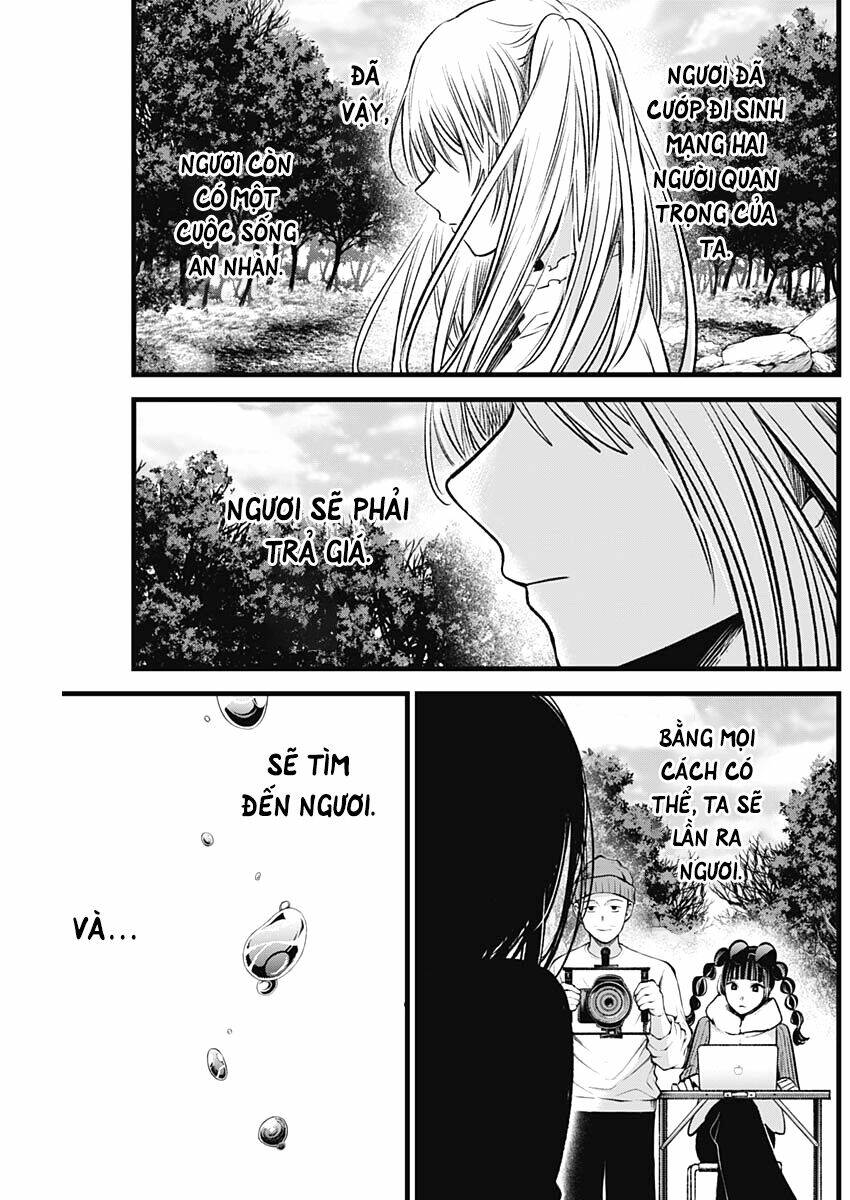 NGƯƠI ĐÃ
CƯỚP ĐI SINH
MẠNG HAI
NGƯỜI QUAN
TRỌNG CỦA
TA.
ĐÃ
VẬY,
NGƯƠI CÒN
CÓ MỘT
CUỘC SỐNG
AN NHÀN.
NGƯƠI SẼ PHẢI
TRẢ GIÁ.
BẰNG MỌI
CÁCH CÓ
THỂ, TA SẼ
LẦN RA
NGƯƠI.
SẼ TÌM
ĐẾN NGƯƠI.
VÀ...